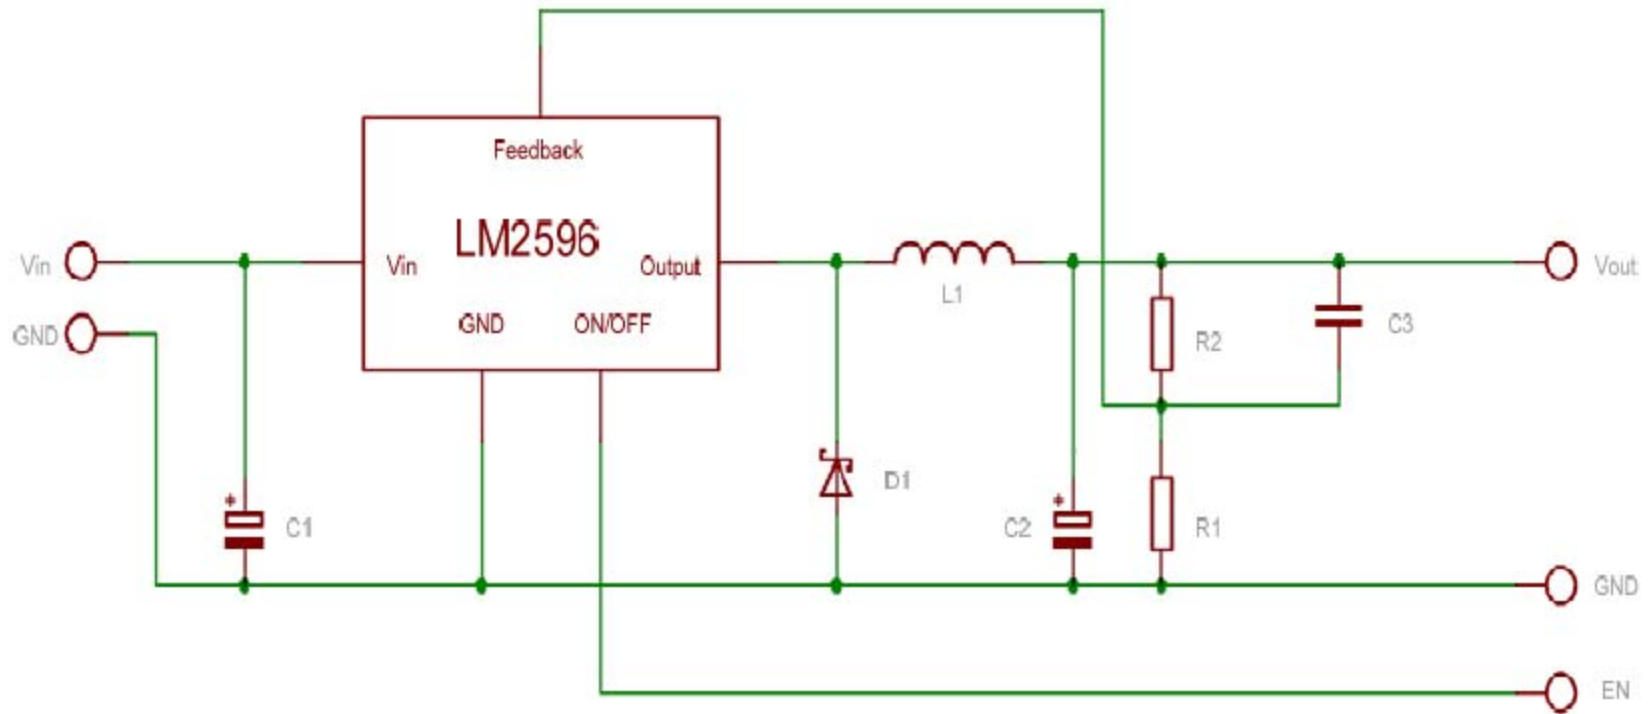 Feedback
LM2596
Vin
Vin
Output
Vout
GND
GND
ON/OFF
L1
R2
C3
C1
D1
C2
R1
GND
EN